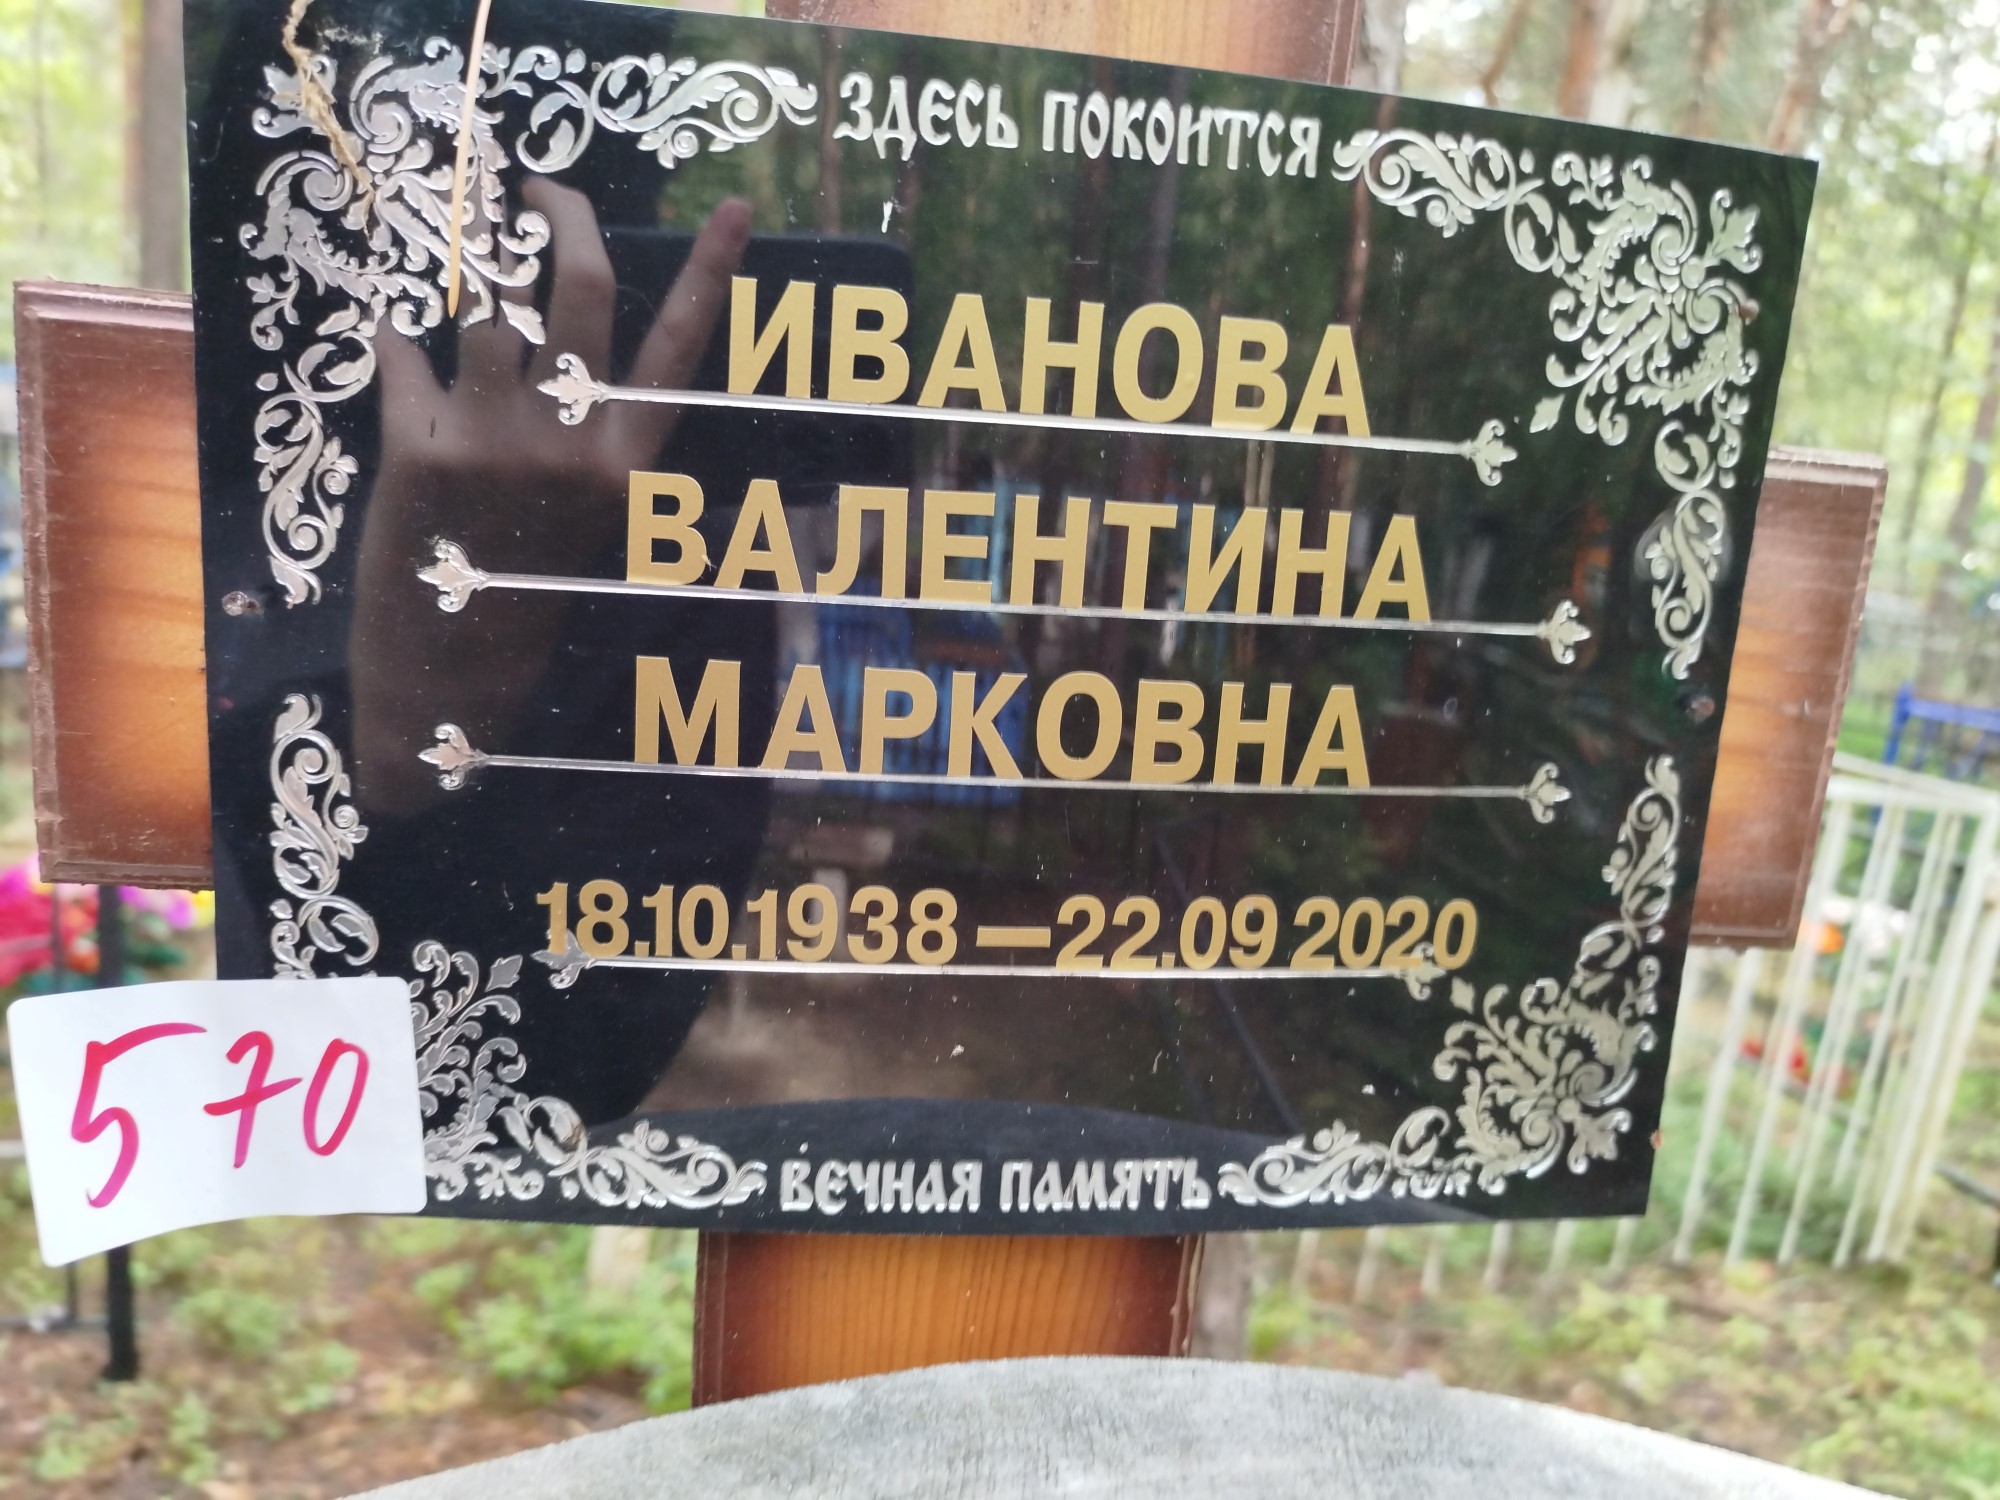 ЗДЕСЬ ПОКОИТСЯ
ИВАНОВА
ВАЛЕНТИНА
МАРКОВНА
18.10.1938 — 22.09 2020
570
ВЕЧНАЯ ПАМЯТЬ